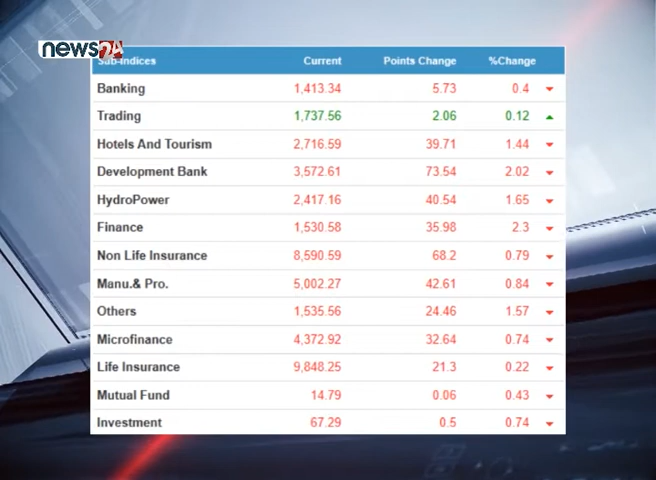 news24
Sub-Indices Current Points Change %Change
Banking 1,413.34 5.73 0.4
Trading 1,737.56 2.06 0.12
Hotels And Tourism 2,716.59 39.71 1.44
Development Bank 3,572.61 73.54 2.02
HydroPower 2,417.16 40.54 1.65
Finance 1,530.58 35.98 2.3
Non Life Insurance 8,590.59 68.2 0.79
Manu.& Pro. 5,002.27 42.61 0.84
Others 1,535.56 24.46 1.57
Microfinance 4,372.92 32.64 0.74
Life Insurance 9,848.25 21.3 0.22
Mutual Fund 14.79 0.06 0.43
Investment 67.29 0.5 0.74